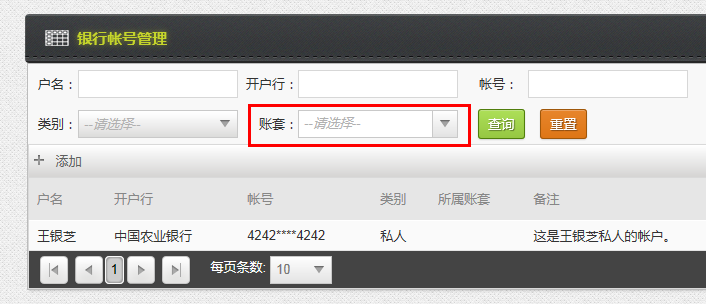 银行帐号管理
户名： 开户行： 帐号：
类别： --请选择-- 账套： --请选择-- 查询 重置
添加
户名 开户行 帐号 类别 所属账套 备注
王银芝 中国农业银行 4242****4242 私人 这是王银芝私人的帐户。
1 每页条数: 10